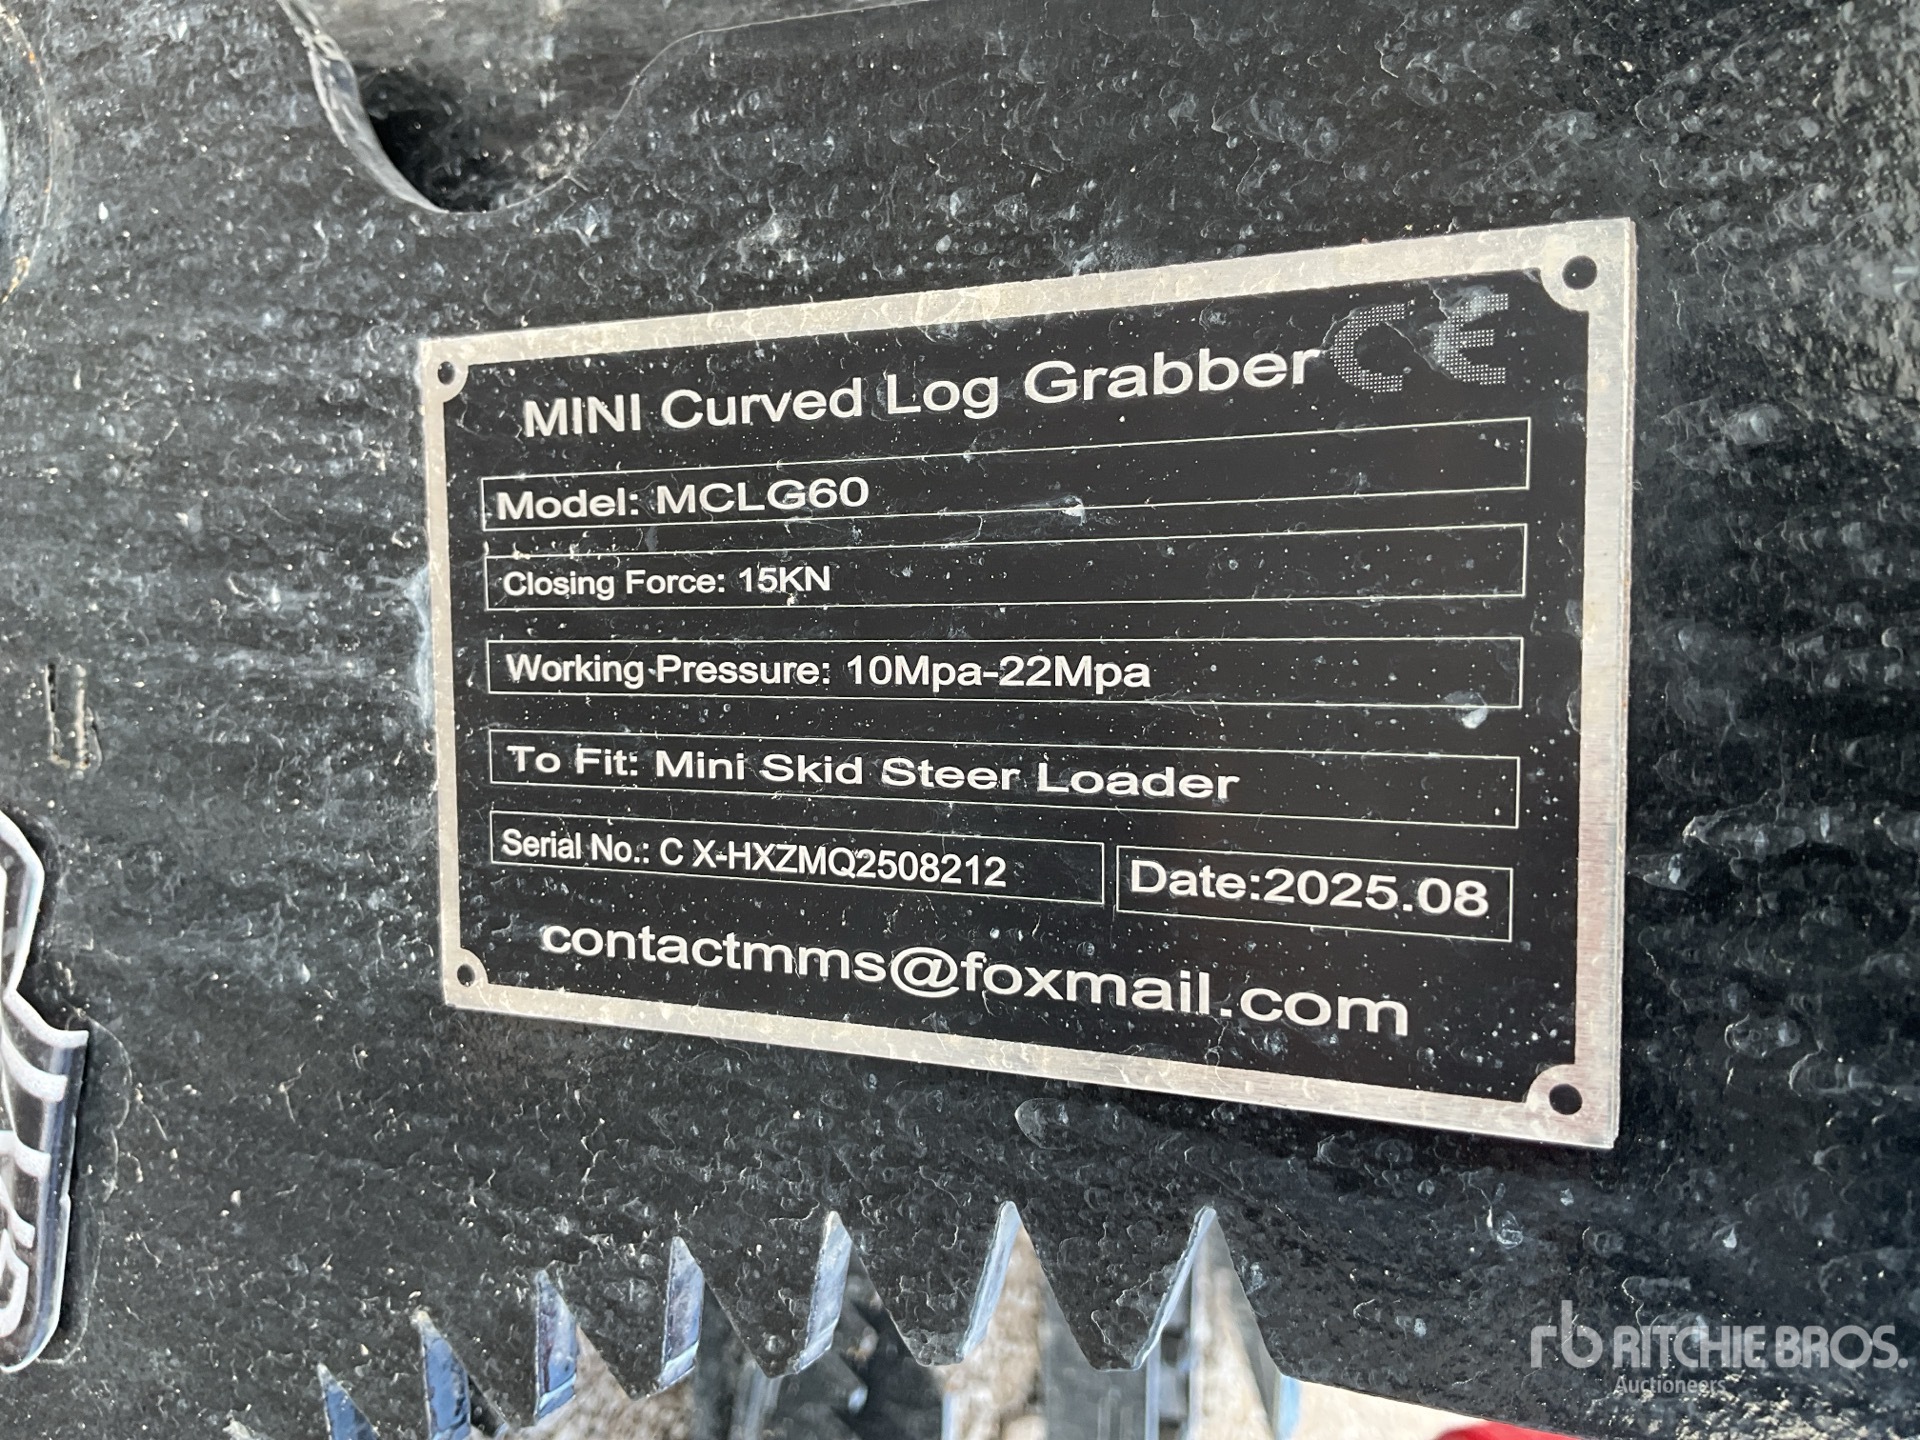 MINI Curved Log Grabber CE
Model: MCLG60
Closing Force: 15KN
Working Pressure: 10Mpa-22Mpa
To Fit: Mini Skid Steer Loader
Serial No.: C X-HXZMQ2508212
Date:2025.08
contactmms@foxmail.com
rb RITCHIE BROS.
Auctioneers